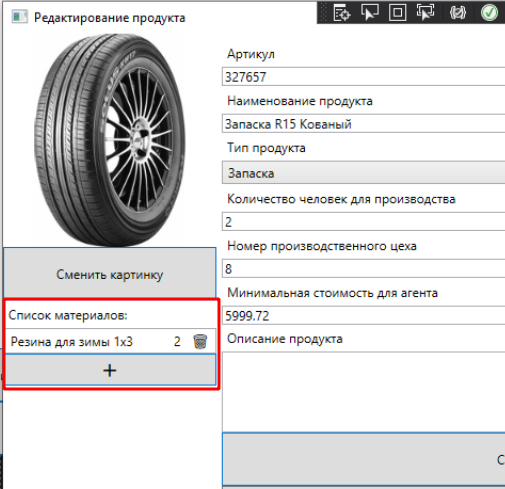 Редактирование продукта
Артикул
327657
Наименование продукта
Запаска R15 Кованый
Тип продукта
Запаска
Количество человек для производства
2
Номер производственного цеха
8
Минимальная стоимость для агента
5999.72
Описание продукта
Сменить картинку
Список материалов:
Резина для зимы 1x3 2
+
С